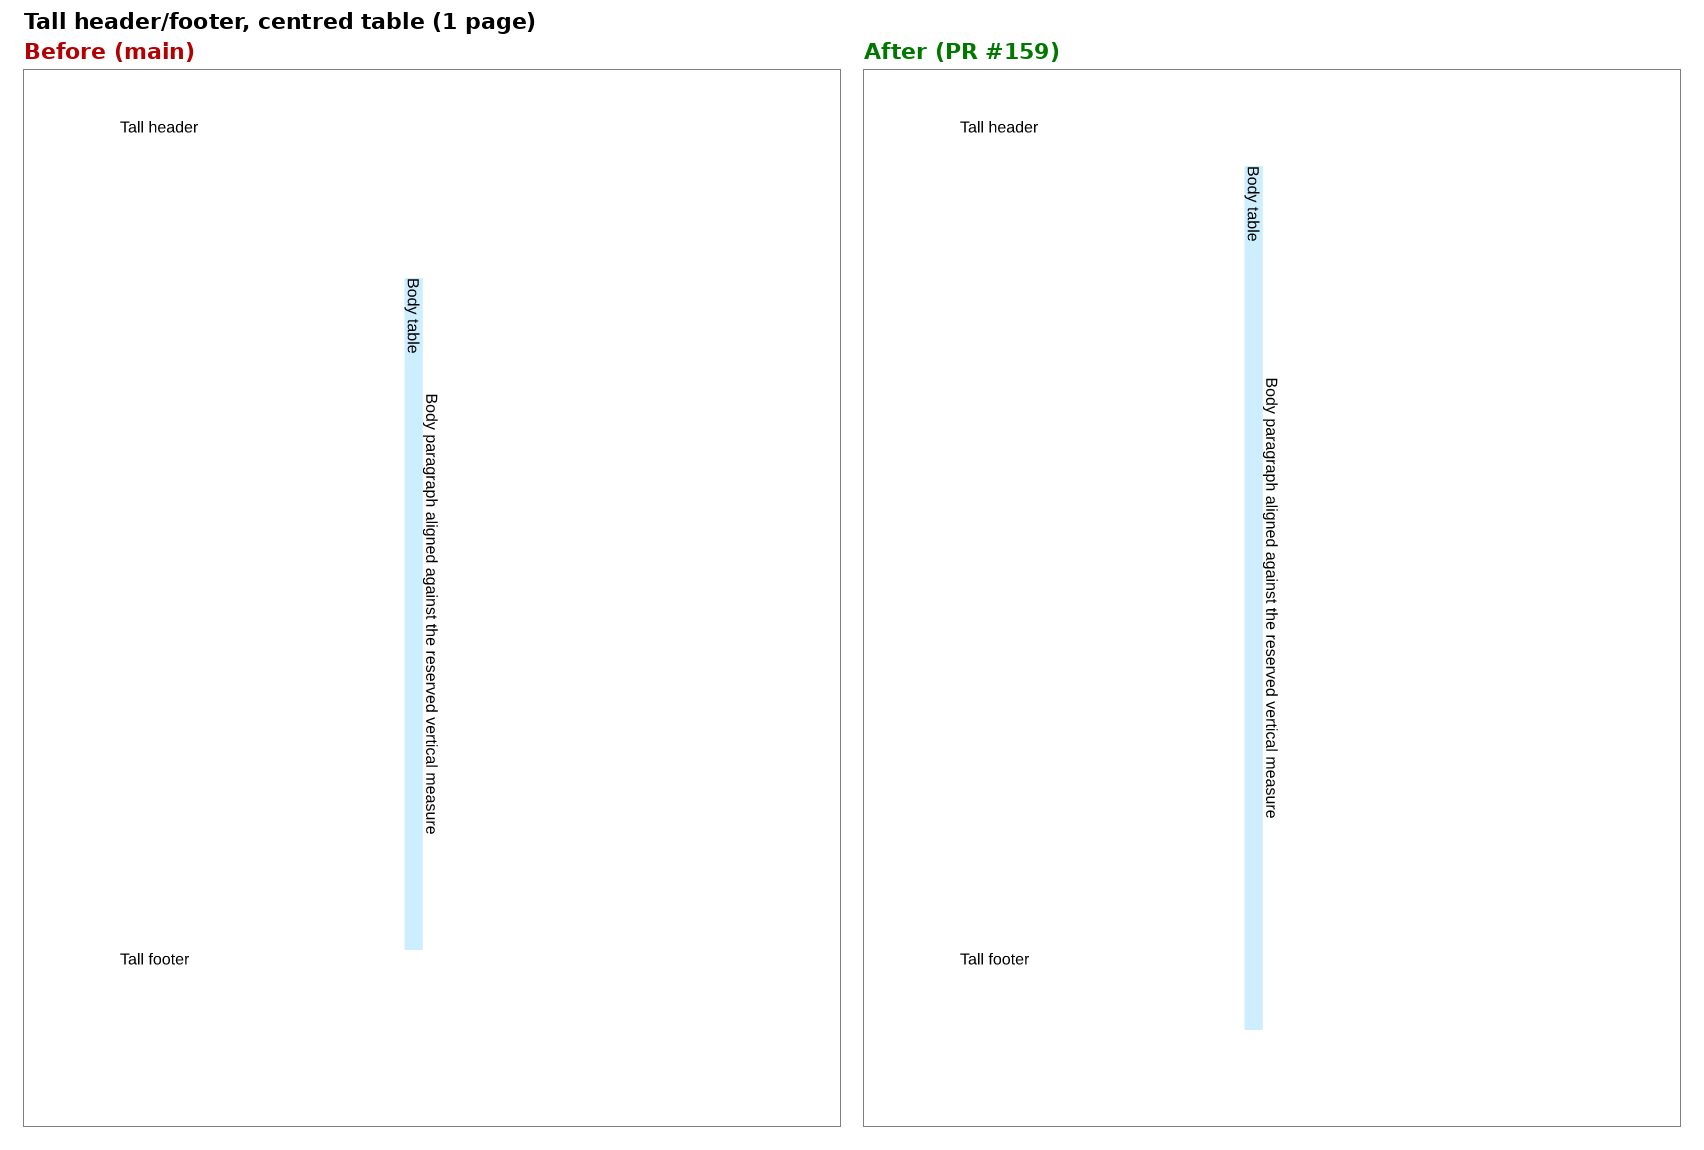 Tall header/footer, centred table (1 page)
Before (main)
Tall header
Body table
Body paragraph aligned against the reserved vertical measure
Tall footer
After (PR #159)
Tall header
Body table
Body paragraph aligned against the reserved vertical measure
Tall footer